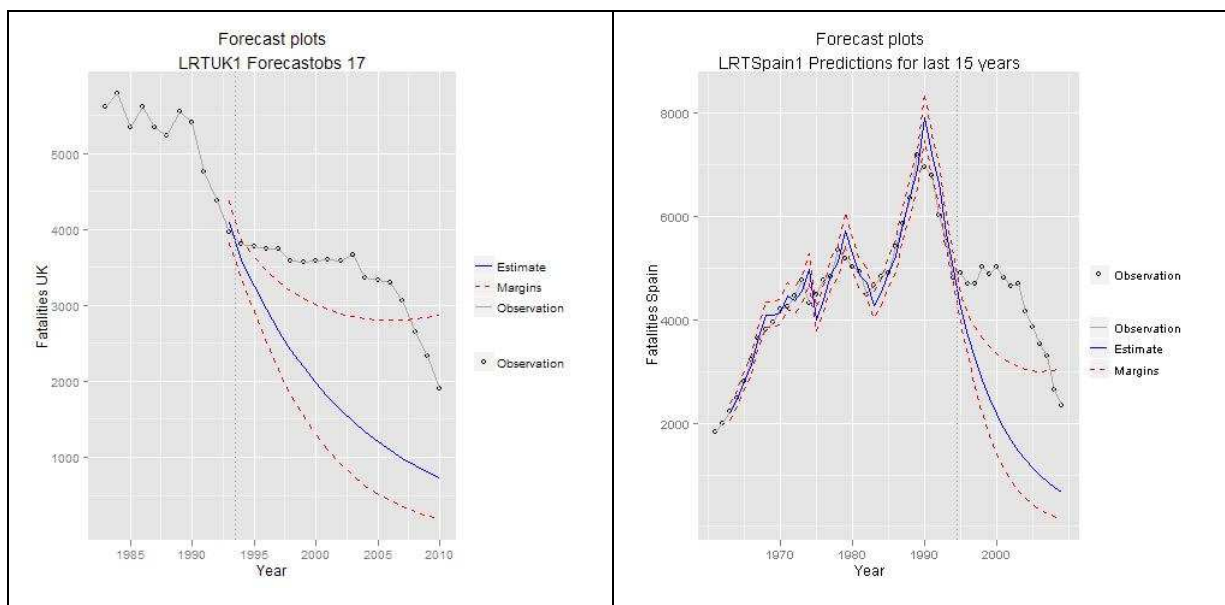 Forecast plots
LRTUK1 Forecastobs 17
Fatalities UK
5000
4000
3000
2000
1000
1985
1990
1995
2000
2005
2010
Year
Estimate
Margins
Observation
Observation
Forecast plots
LRTSpain1 Predictions for last 15 years
Fatalities Spain
8000
6000
4000
2000
1970
1980
1990
2000
Year
Observation
Observation
Estimate
Margins